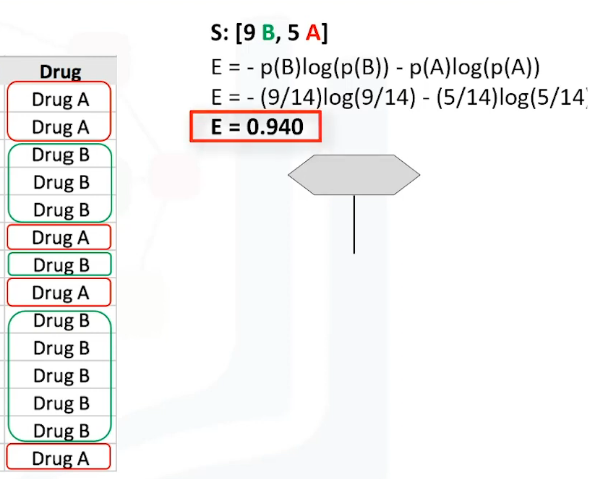 S: [9 B, 5 A]
E = - p(B)log(p(B)) - p(A)log(p(A))
E = - (9/14)log(9/14) - (5/14)log(5/14)
E = 0.940
Drug
Drug A
Drug A
Drug B
Drug B
Drug B
Drug A
Drug B
Drug A
Drug B
Drug B
Drug B
Drug B
Drug B
Drug A